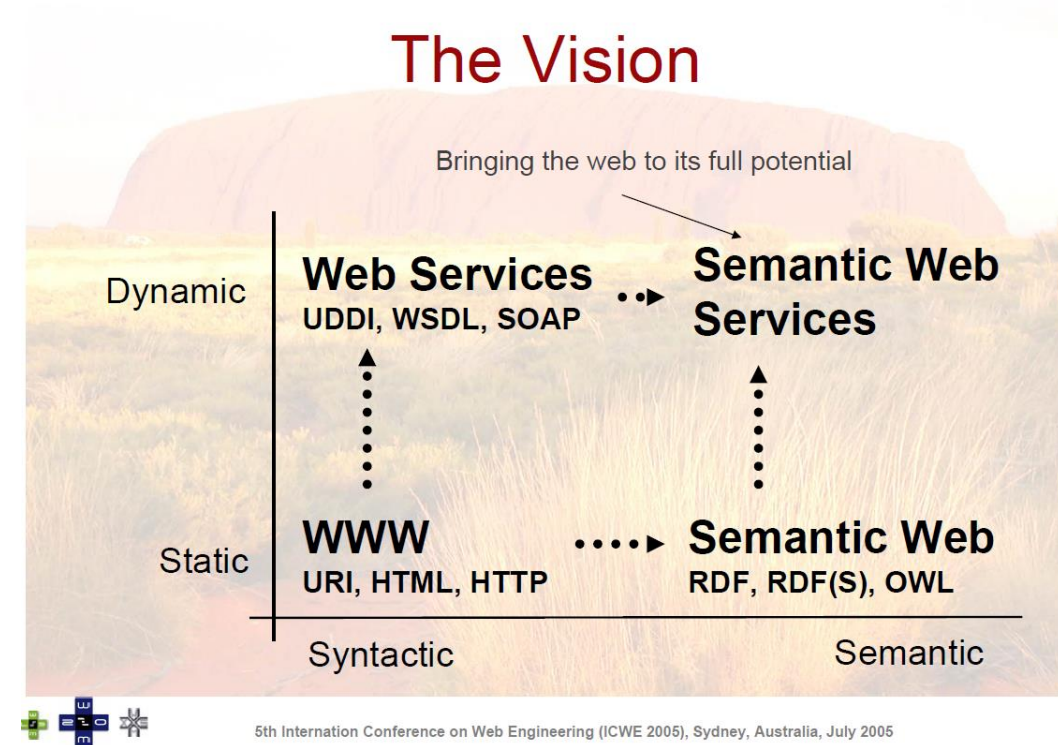 The Vision
Bringing the web to its full potential
Dynamic
Web Services
UDDI, WSDL, SOAP
Semantic Web
Services
Static
WWW
URI, HTML, HTTP
Semantic Web
RDF, RDF(S), OWL
Syntactic
Semantic
5th Internation Conference on Web Engineering (ICWE 2005), Sydney, Australia, July 2005